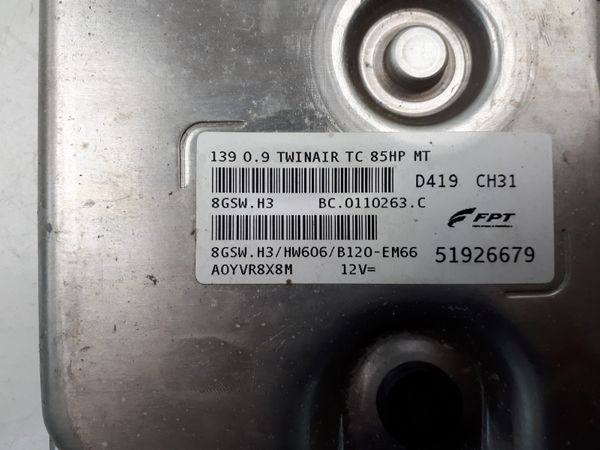 139 0.9 TWINAIR TC 85HP MT
D419 CH31
8GSW.H3 BC.0110263.C
FPT
8GSW.H3/HW606/B120-EM66 51926679
A0YVR8X8M 12V=